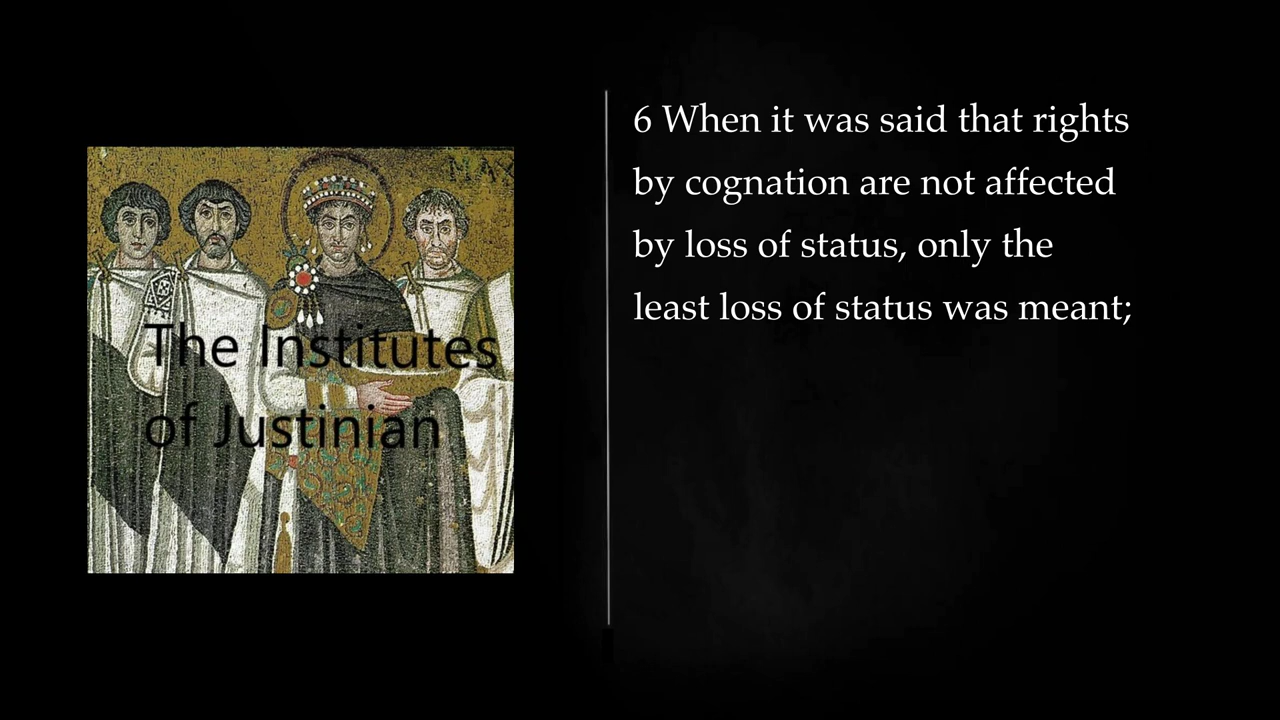 MAX
The Institutes
of Justinian
6 When it was said that rights
by cognation are not affected
by loss of status, only the
least loss of status was meant;